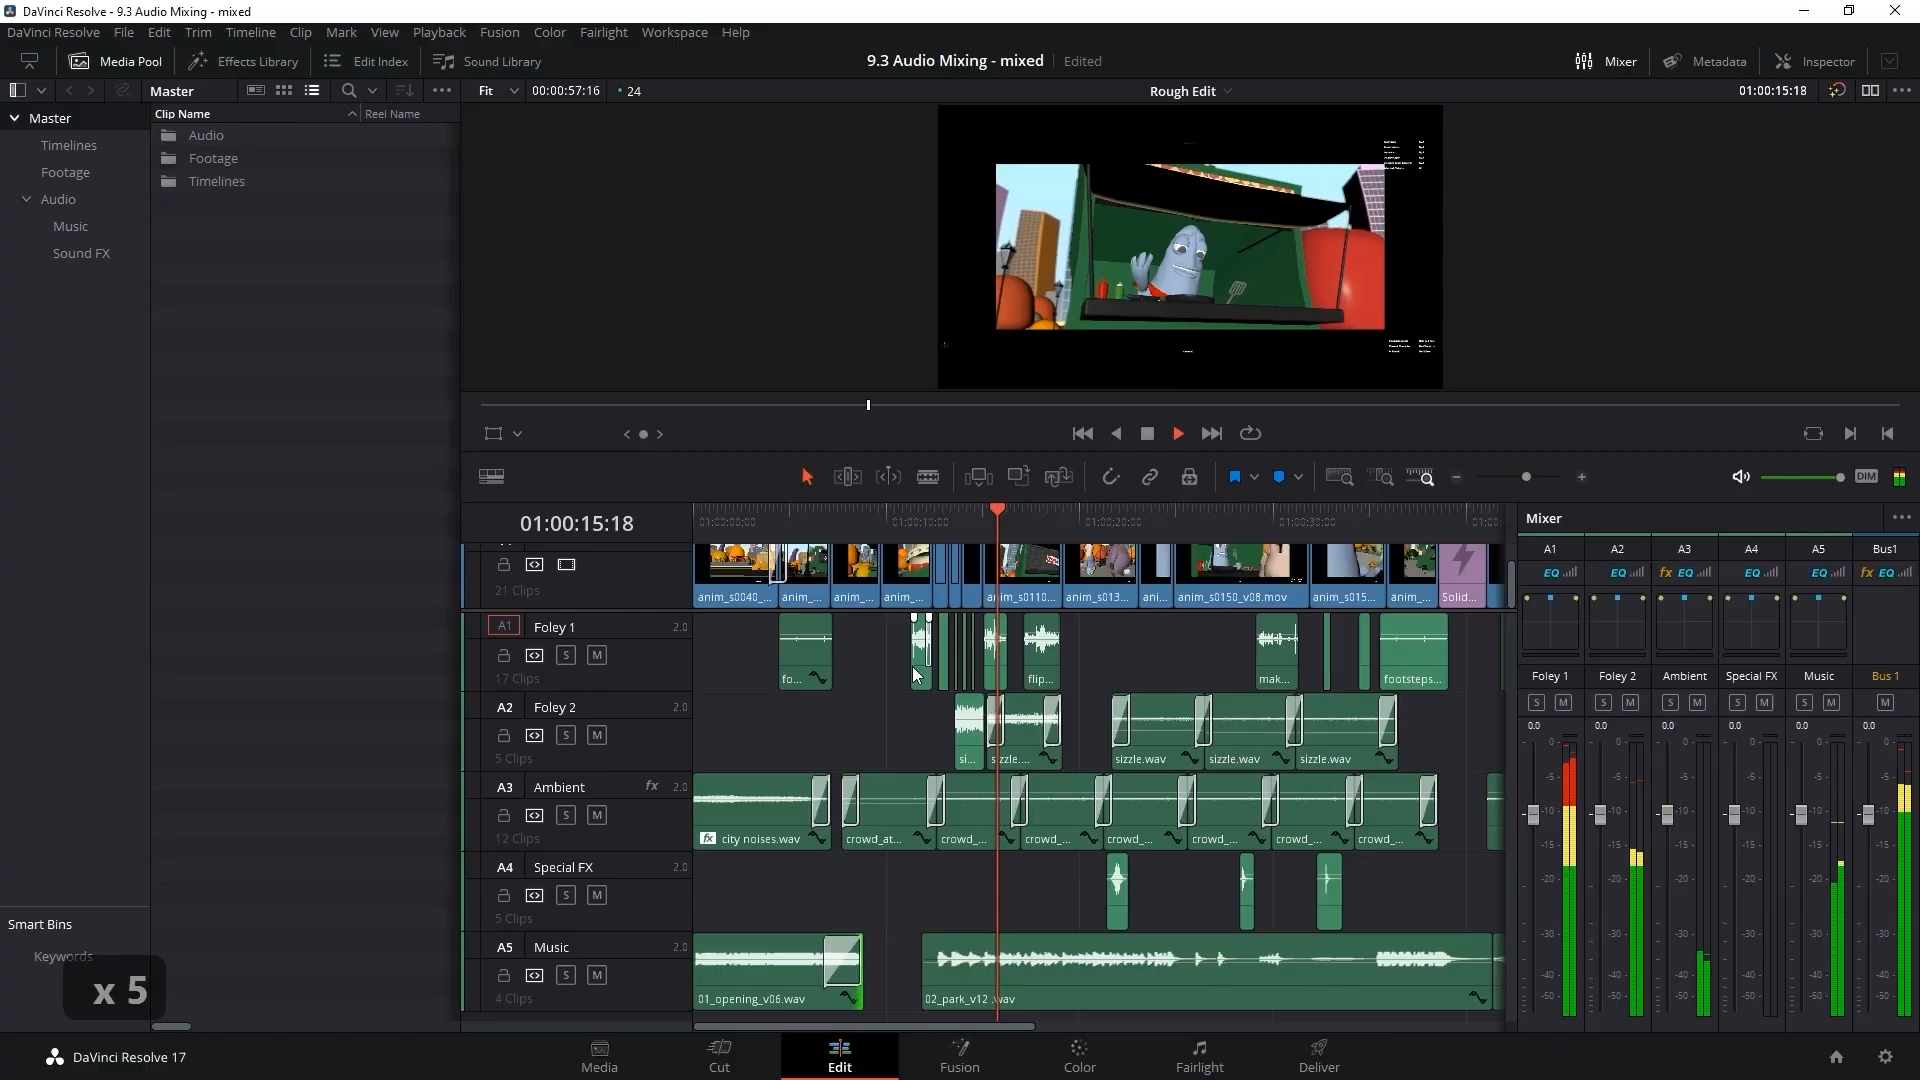 DaVinci Resolve - 9.3 Audio Mixing - mixed
DaVinci Resolve File Edit Trim Timeline Clip Mark View Playback Fusion Color Fairlight Workspace Help
Media Pool Effects Library Edit Index Sound Library 9.3 Audio Mixing - mixed Edited Mixer Metadata Inspector
Master Fit 00:00:57:16 24 Rough Edit 01:00:15:18
Master
Timelines
Footage
Audio
Music
Sound FX
Clip Name Reel Name
Audio
Footage
Timelines
Smart Bins
Keywords
x 5
DIM
01:00:15:18 01:00:00:00 01:00:10:00 01:00:20:00 01:00:30:00 01:00:
21 Clips
anim_s0040_... anim_... anim_... anim_... anim_s0110... anim_s013... ani... anim_s0150_v08.mov anim_s015... anim_... Solid...
A1 Foley 1 2.0
S M
17 Clips
fo... flip... mak... footsteps...
A2 Foley 2 2.0
S M
5 Clips
si... sizzle.... sizzle.wav sizzle.wav sizzle.wav
A3 Ambient fx 2.0
S M
12 Clips
fx city noises.wav crowd_at... crowd_... crowd_... crowd_... crowd_... crowd_... crowd_...
A4 Special FX 2.0
S M
5 Clips
A5 Music 2.0
S M
4 Clips
01_opening_v06.wav 02_park_v12 .wav
Mixer
A1 A2 A3 A4 A5 Bus1
EQ EQ fx EQ EQ EQ fx EQ
Foley 1 Foley 2 Ambient Special FX Music Bus 1
S M S M S M S M S M M
0.0 0.0 0.0 0.0 0.0 0.0
0 0 0 0 0 0
-5 -5 -5 -5 -5 -5
-10 -10 -10 -10 -10 -10
-15 -15 -15 -15 -15 -15
-20 -20 -20 -20 -20 -20
-30 -30 -30 -30 -30 -30
-40 -40 -40 -40 -40 -40
-50 -50 -50 -50 -50 -50
DaVinci Resolve 17
Media Cut Edit Fusion Color Fairlight Deliver